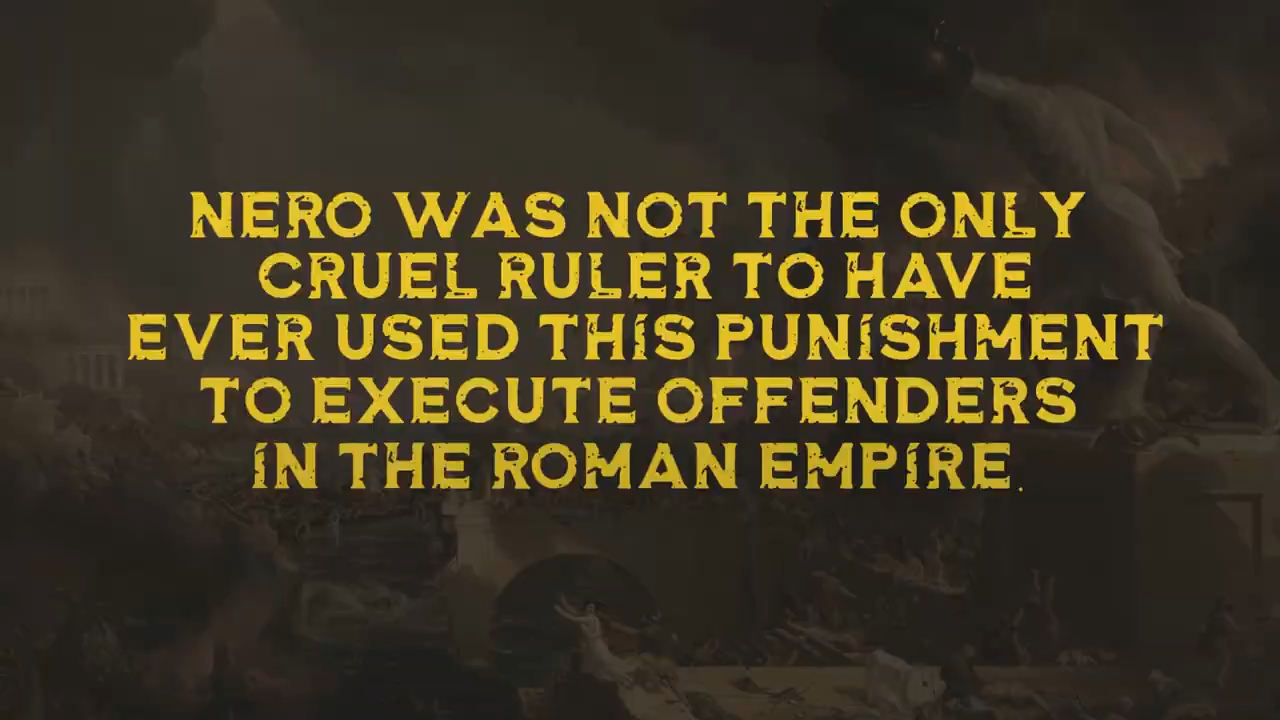 NERO WAS NOT THE ONLY
CRUEL RULER TO HAVE
EVER USED THIS PUNISHMENT
TO EXECUTE OFFENDERS
IN THE ROMAN EMPIRE.